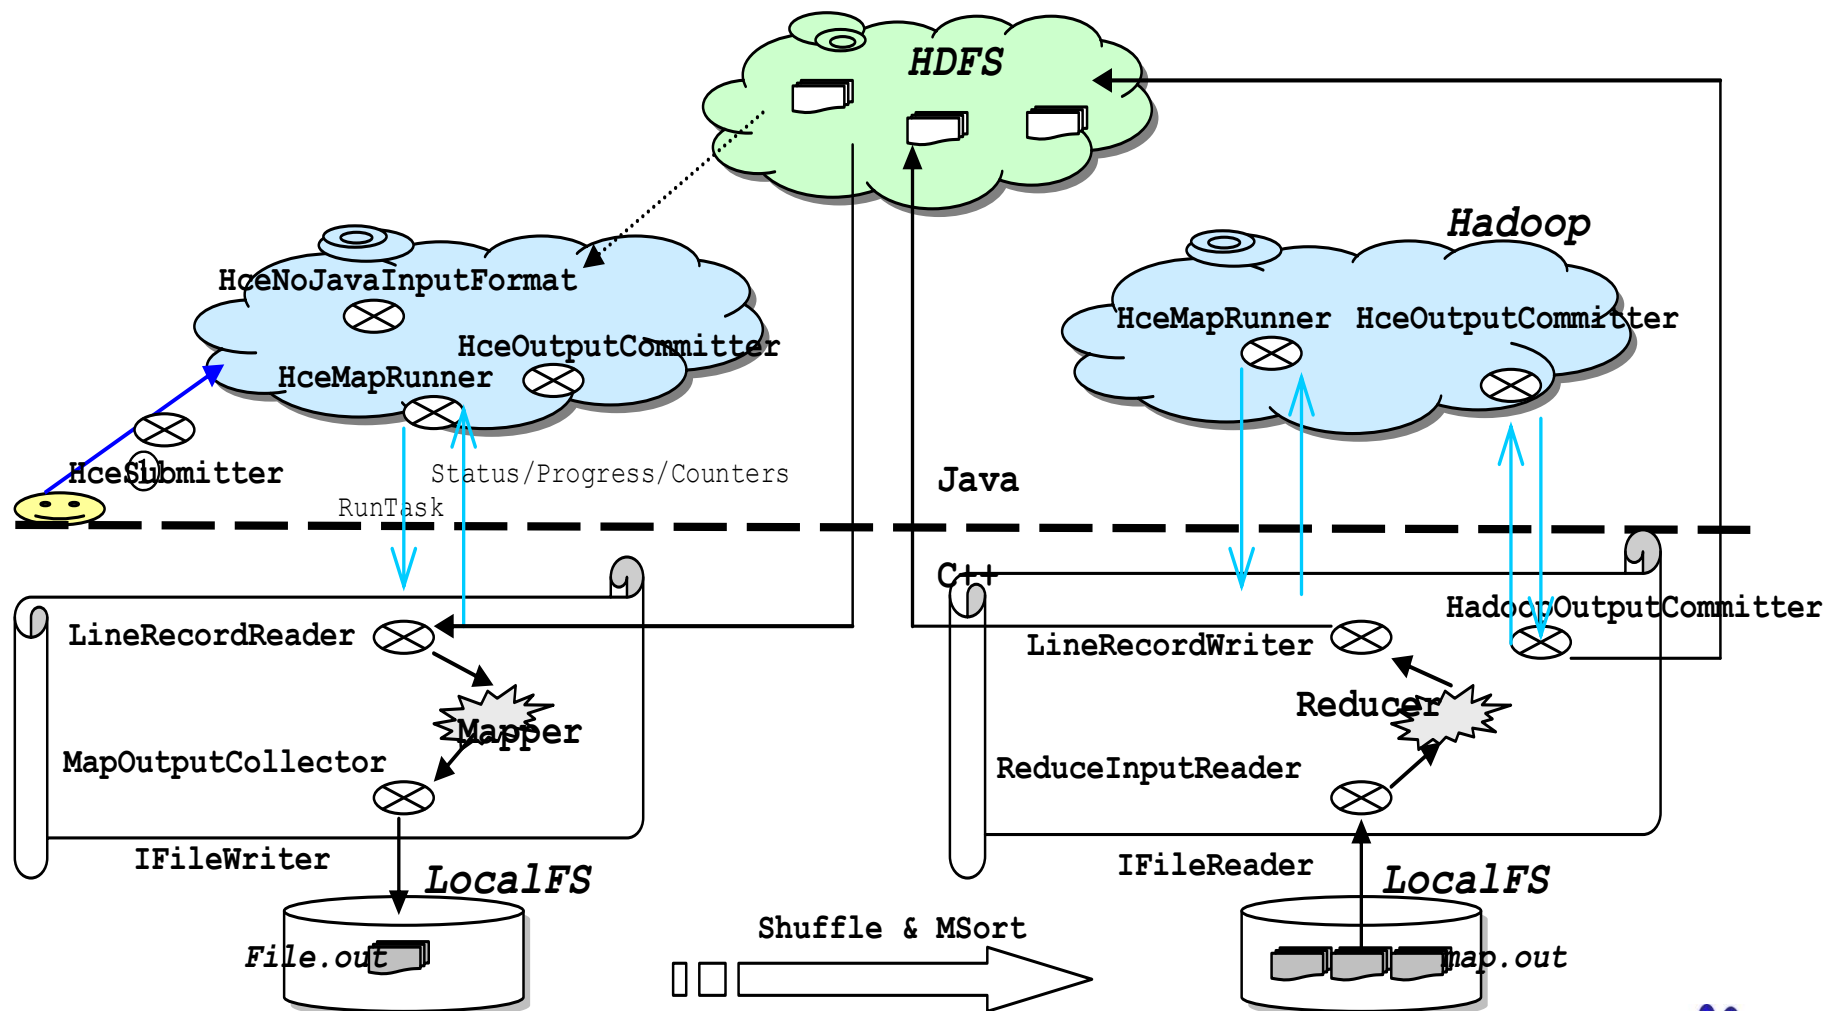 HDFS
Hadoop
HceNoJavaInputFormat
HceMapRunner
HceOutputCommitter
HceOutputCommitter
HceMapRunner
HceSubmitter
1
Status/Progress/Counters
Java
RunTask
C++
HadoopOutputCommitter
LineRecordReader
LineRecordWriter
Mapper
Reducer
MapOutputCollector
ReduceInputReader
IFileWriter
IFileReader
LocalFS
LocalFS
Shuffle & MSort
File.out
map.out